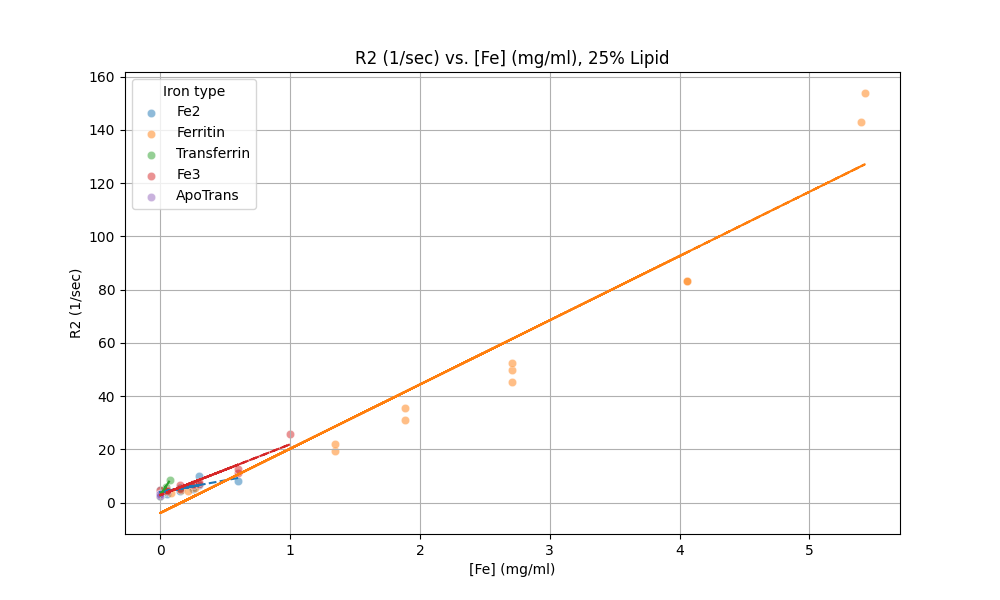 R2 (1/sec) vs. [Fe] (mg/ml), 25% Lipid
R2 (1/sec)
160
140
120
100
80
60
40
20
0
Iron type
Fe2
Ferritin
Transferrin
Fe3
ApoTrans
0 1 2 3 4 5
[Fe] (mg/ml)